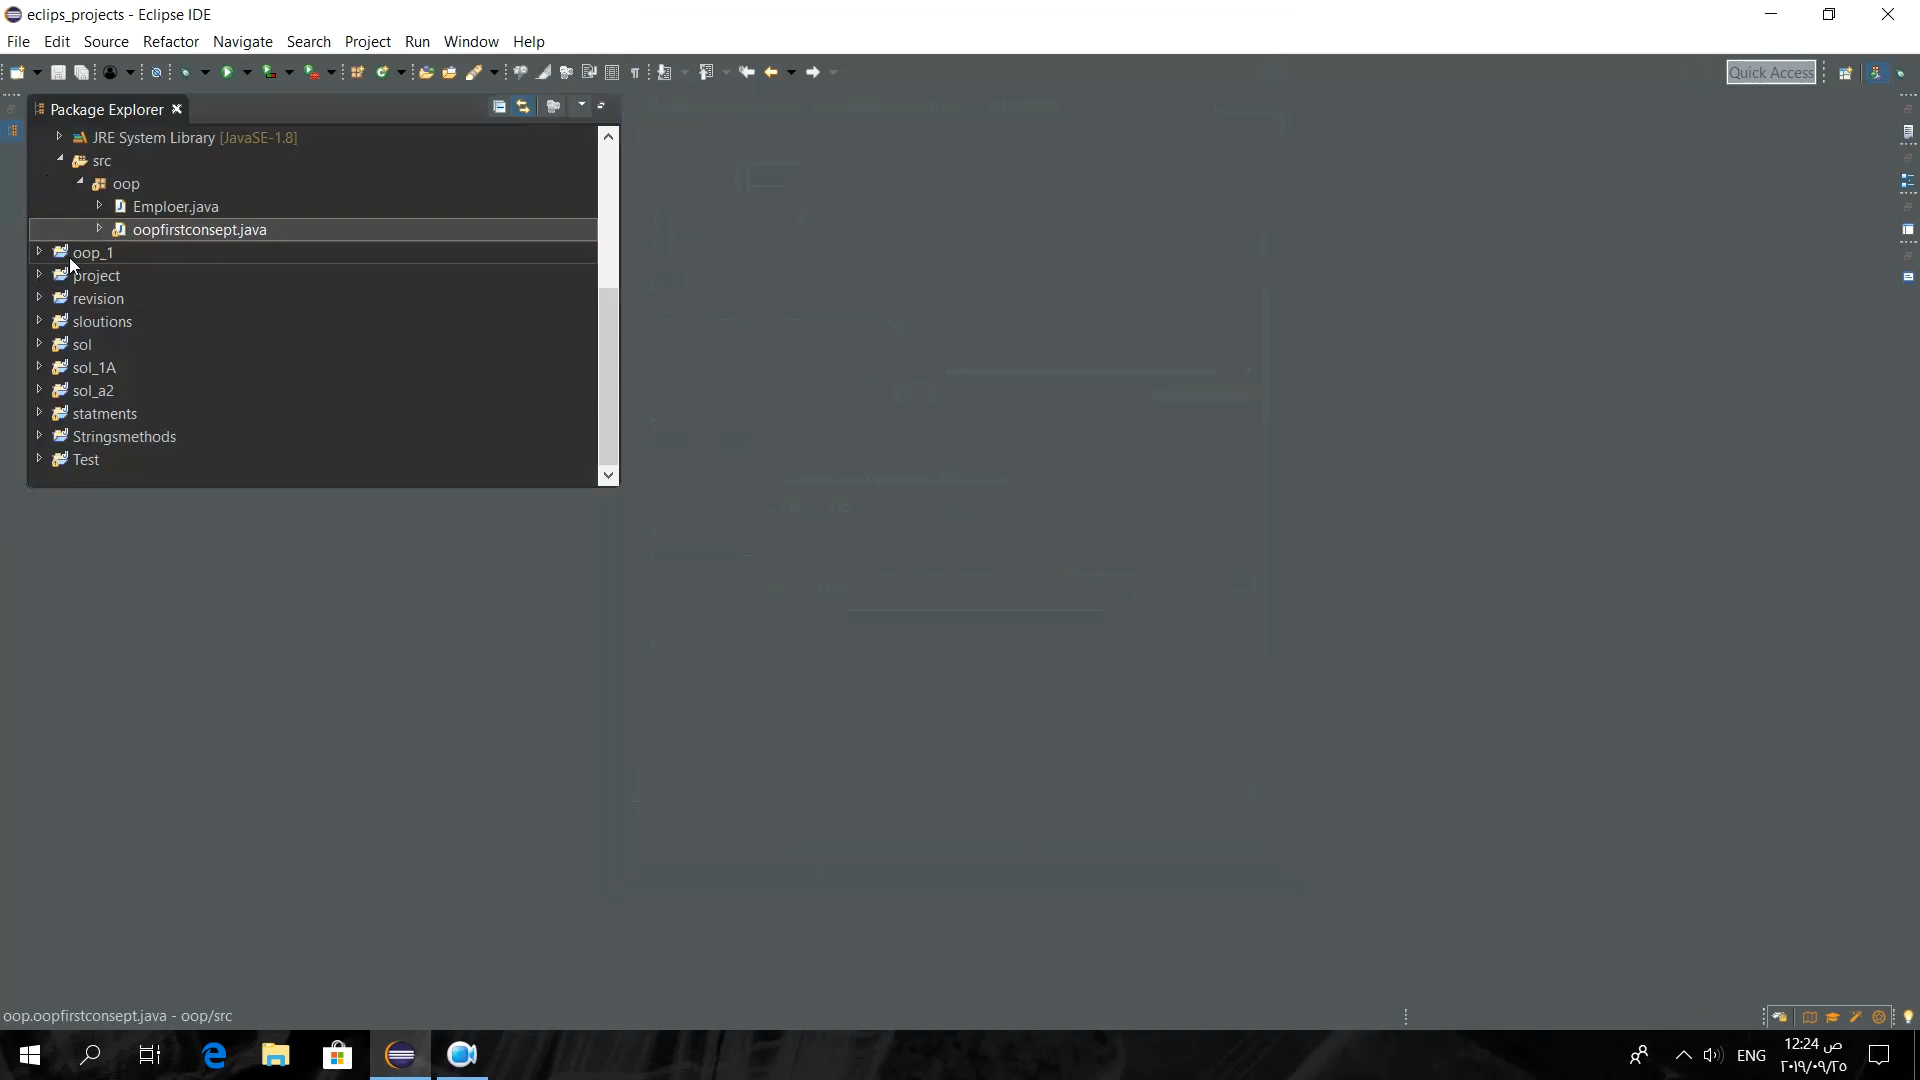 eclips_projects - Eclipse IDE
File Edit Source Refactor Navigate Search Project Run Window Help
Quick Access
Package Explorer
JRE System Library [JavaSE-1.8]
src
oop
Emploer.java
oopfirstconsept.java
oop_1
project
revision
sloutions
sol
sol_1A
sol_a2
statments
Stringsmethods
Test
oop.oopfirstconsept.java - oop/src
ENG
12:24 ص
٢٠١٩/٠٩/٢٥